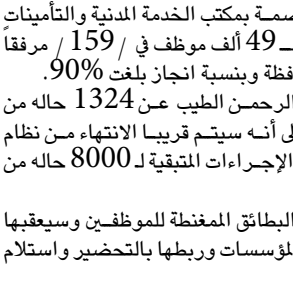 صمة بمكتب الخدمة المدنية والتأمينات
ـ 49 ألف موظف في / 159 / مرفقاً
فظة وبنسبة انجاز بلغت 90%.
الرحمن الطيب عن 1324 حاله من
لى أنه سيتم قريبا الانتهاء من نظام
الإجراءات المتبقية لـ 8000 حاله من
البطائق الممغنطة للموظفين وسيعقبها
لمؤسسات وربطها بالتحضير واستلام